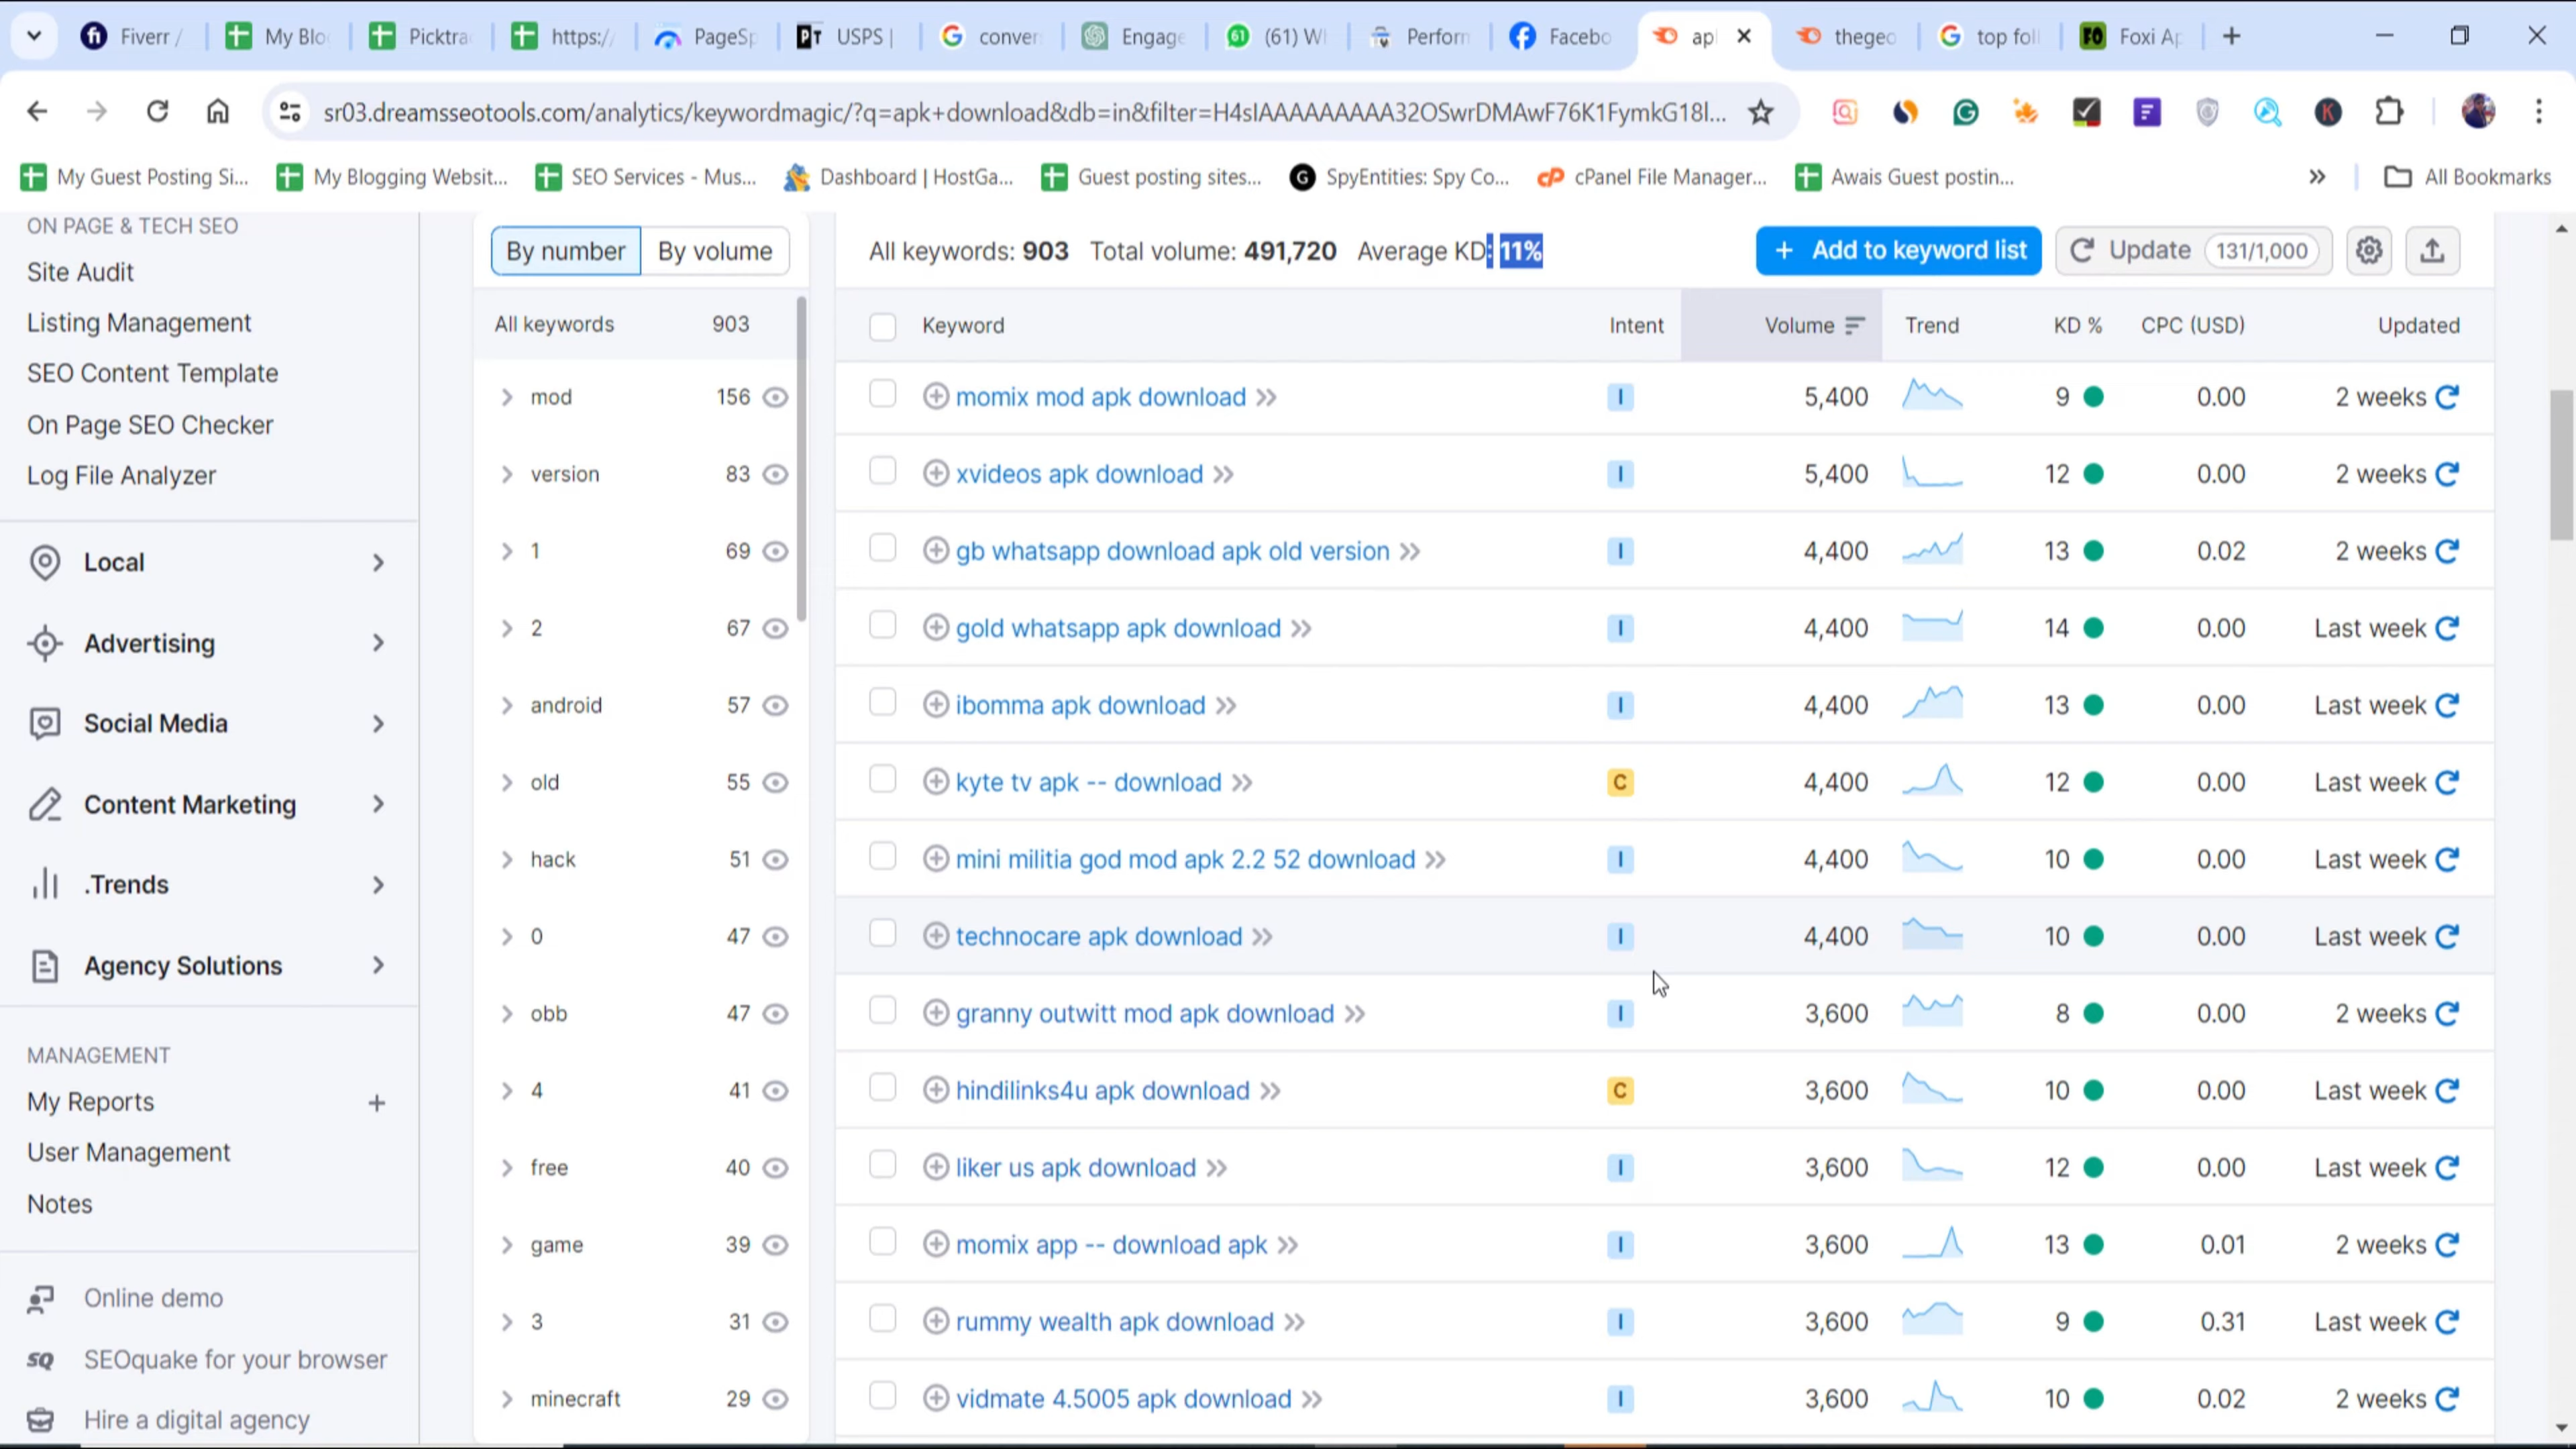 Fiverr /
My Blo
Picktra
https:/
PageSp
PT USPS |
conver
Engage
61 (61) W
Perform
Facebo
ap
thegeo
top foll
FO Foxi Ap
sr03.dreamsseotools.com/analytics/keywordmagic/?q=apk+download&db=in&filter=H4sIAAAAAAAAA32OSwrDMAwF76K1FymkG18l...
My Guest Posting Si...
My Blogging Websit...
SEO Services - Mus...
Dashboard | HostGa...
Guest posting sites...
SpyEntities: Spy Co...
cPanel File Manager...
Awais Guest postin...
All Bookmarks
ON PAGE & TECH SEO
Site Audit
Listing Management
SEO Content Template
On Page SEO Checker
Log File Analyzer
Local
Advertising
Social Media
Content Marketing
.Trends
Agency Solutions
MANAGEMENT
My Reports +
User Management
Notes
Online demo
SEOquake for your browser
Hire a digital agency
By number By volume
All keywords 903
mod 156
version 83
1 69
2 67
android 57
old 55
hack 51
0 47
obb 47
4 41
free 40
game 39
3 31
minecraft 29
All keywords: 903 Total volume: 491,720 Average KD: 11%
+ Add to keyword list
Update 131/1,000
Keyword Intent Volume Trend KD % CPC (USD) Updated
momix mod apk download I 5,400 9 0.00 2 weeks
xvideos apk download I 5,400 12 0.00 2 weeks
gb whatsapp download apk old version I 4,400 13 0.02 2 weeks
gold whatsapp apk download I 4,400 14 0.00 Last week
ibomma apk download I 4,400 13 0.00 Last week
kyte tv apk -- download C 4,400 12 0.00 Last week
mini militia god mod apk 2.2 52 download I 4,400 10 0.00 Last week
technocare apk download I 4,400 10 0.00 Last week
granny outwitt mod apk download I 3,600 8 0.00 2 weeks
hindilinks4u apk download C 3,600 10 0.00 Last week
liker us apk download I 3,600 12 0.00 Last week
momix app -- download apk I 3,600 13 0.01 2 weeks
rummy wealth apk download I 3,600 9 0.31 Last week
vidmate 4.5005 apk download I 3,600 10 0.02 2 weeks